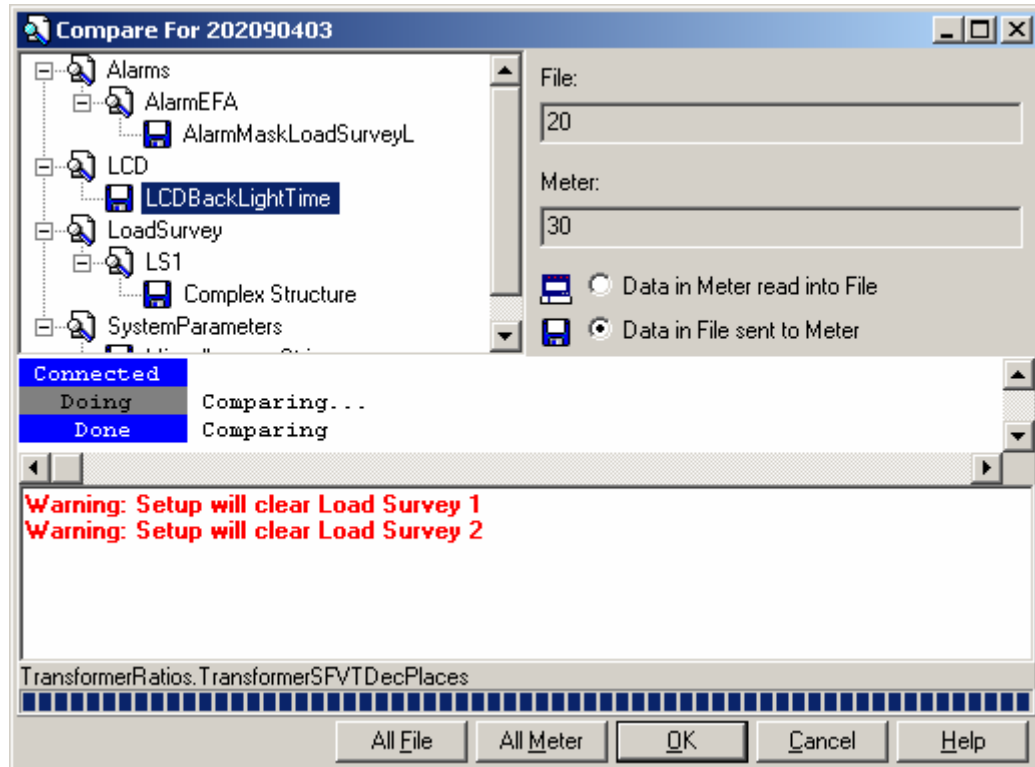 Compare For 202090403
Alarms
AlarmEFA
AlarmMaskLoadSurveyL
LCD
LCDBackLightTime
LoadSurvey
LS1
Complex Structure
SystemParameters
File:
20
Meter:
30
Data in Meter read into File
Data in File sent to Meter
Connected
Doing Comparing...
Done Comparing
Warning: Setup will clear Load Survey 1
Warning: Setup will clear Load Survey 2
TransformerRatios.TransformerSFVTDecPlaces
All File All Meter OK Cancel Help